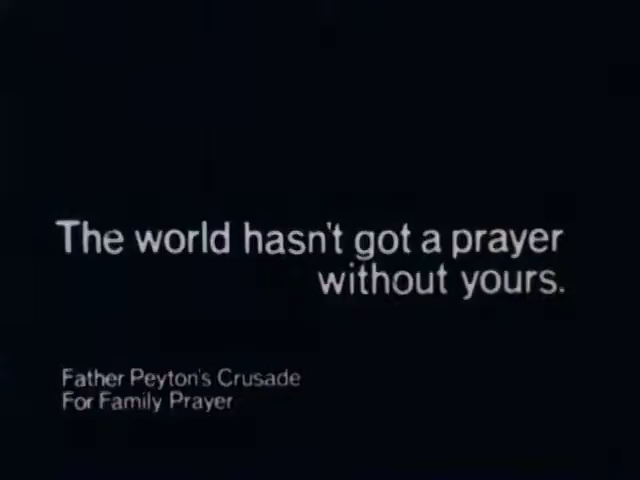 The world hasn't got a prayer
without yours.
Father Peyton's Crusade
For Family Prayer